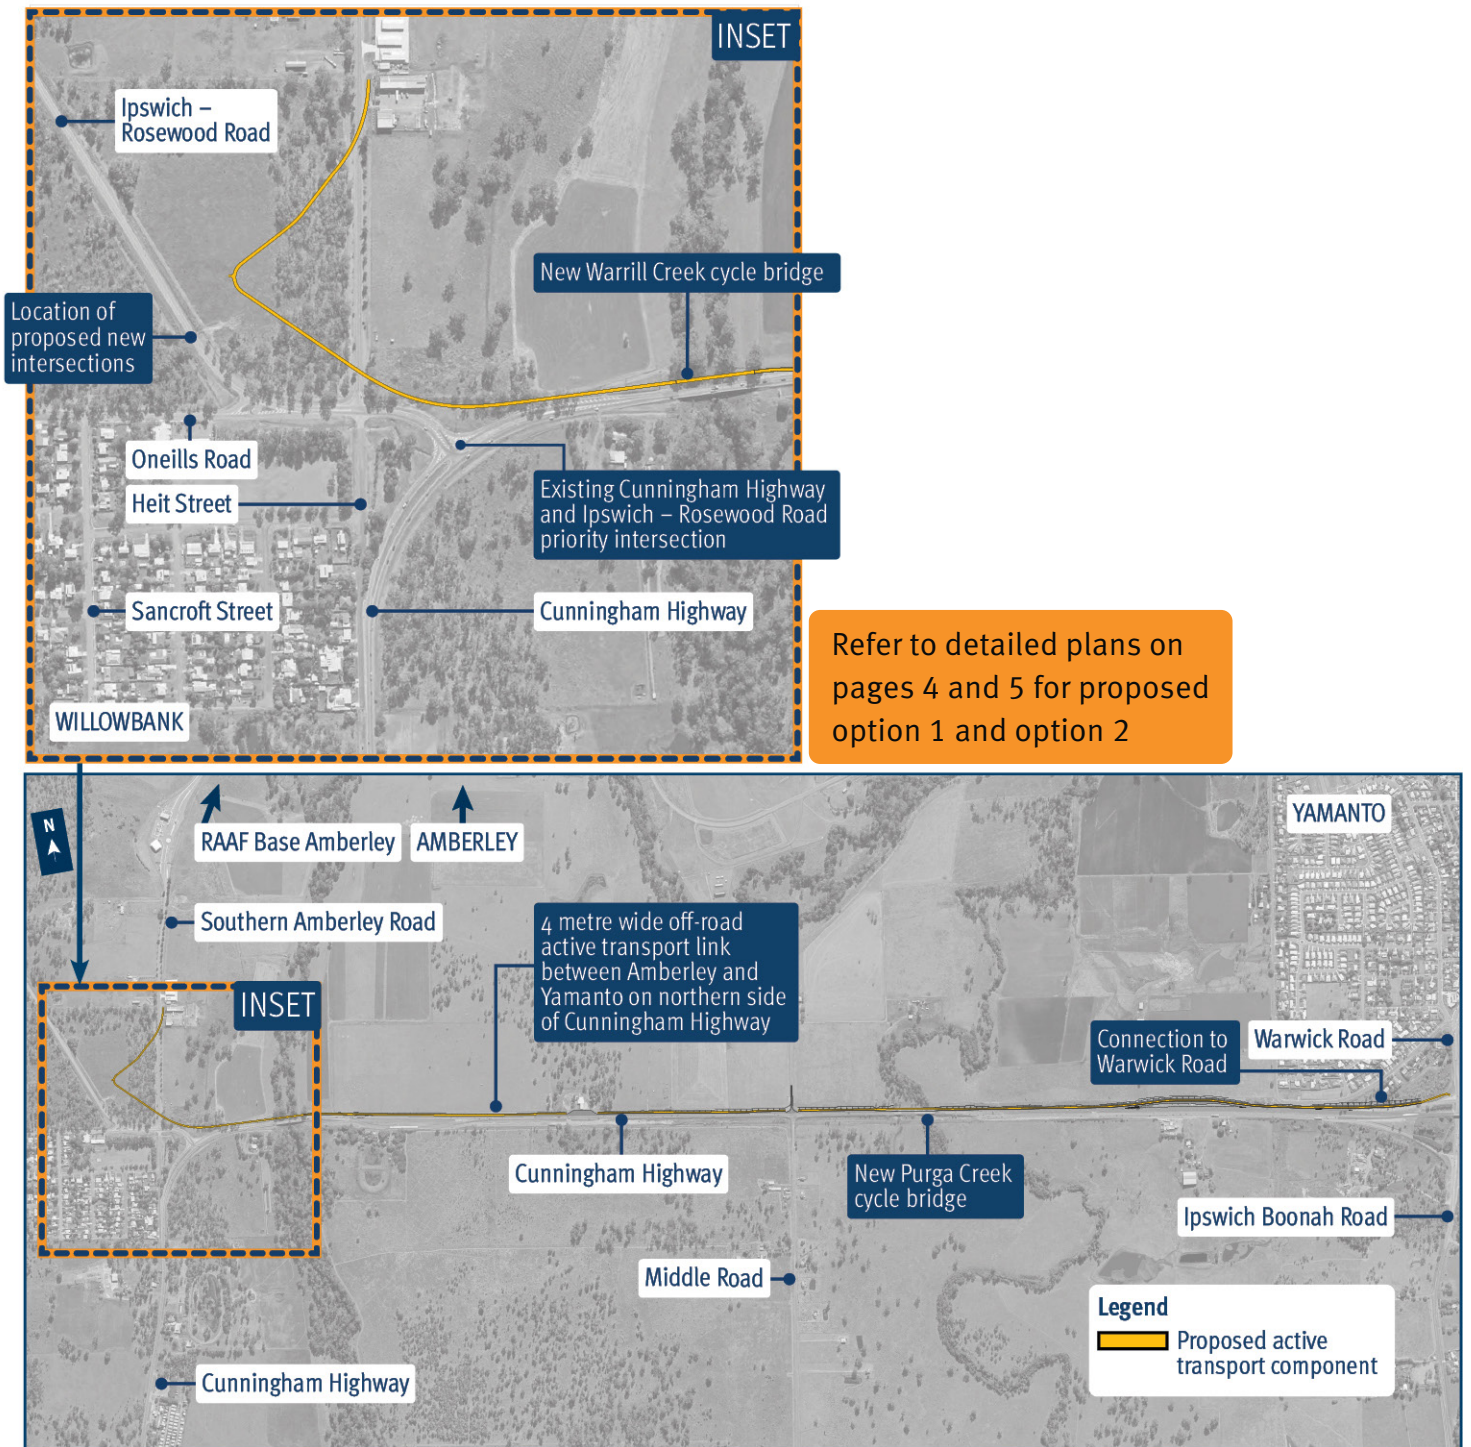 INSET
Ipswich –
Rosewood Road
New Warrill Creek cycle bridge
Location of
proposed new
intersections
Oneills Road
Heit Street
Existing Cunningham Highway
and Ipswich – Rosewood Road
priority intersection
Sancroft Street
Cunningham Highway
WILLOWBANK
Refer to detailed plans on
pages 4 and 5 for proposed
option 1 and option 2
N
RAAF Base Amberley
AMBERLEY
YAMANTO
Southern Amberley Road
4 metre wide off-road
active transport link
between Amberley and
Yamanto on northern side
of Cunningham Highway
INSET
Connection to
Warwick Road
Warwick Road
Cunningham Highway
New Purga Creek
cycle bridge
Ipswich Boonah Road
Middle Road
Cunningham Highway
Legend
Proposed active
transport component